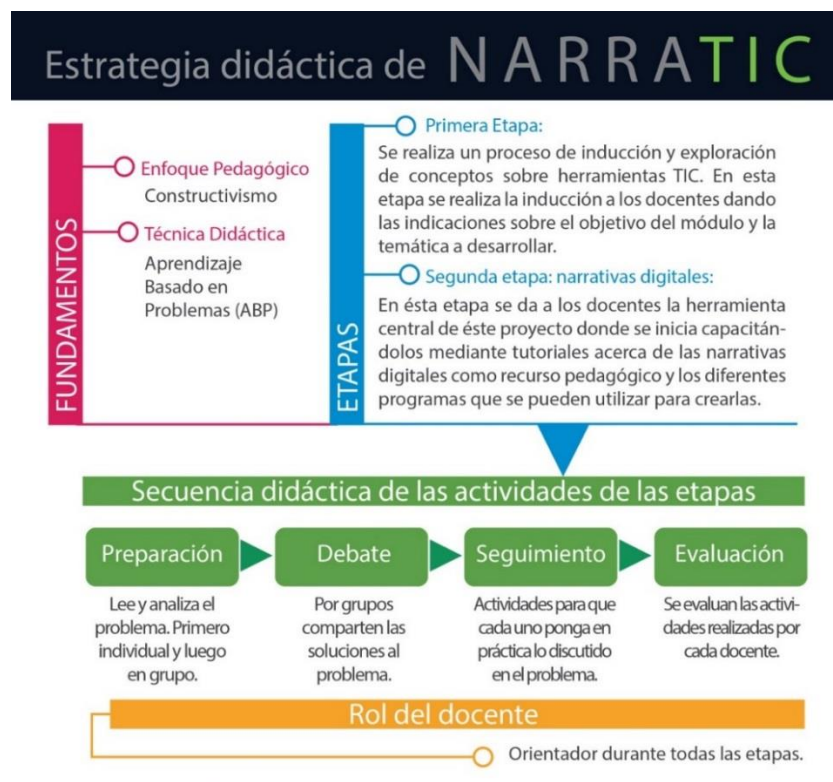 Estrategia didáctica de NARRATIC
FUNDAMENTOS
Enfoque Pedagógico
Constructivismo
Técnica Didáctica
Aprendizaje
Basado en
Problemas (ABP)
ETAPAS
Primera Etapa:
Se realiza un proceso de inducción y exploración
de conceptos sobre herramientas TIC. En esta
etapa se realiza la inducción a los docentes dando
las indicaciones sobre el objetivo del módulo y la
temática a desarrollar.
Segunda etapa: narrativas digitales:
En ésta etapa se da a los docentes la herramienta
central de éste proyecto donde se inicia capacitán-
dolos mediante tutoriales acerca de las narrativas
digitales como recurso pedagógico y los diferentes
programas que se pueden utilizar para crearlas.
Secuencia didáctica de las actividades de las etapas
Preparación
Lee y analiza el
problema. Primero
individual y luego
en grupo.
Debate
Por grupos
comparten las
soluciones al
problema.
Seguimiento
Actividades para que
cada uno ponga en
práctica lo discutido
en el problema.
Evaluación
Se evaluan las activi-
dades realizadas por
cada docente.
Rol del docente
Orientador durante todas las etapas.